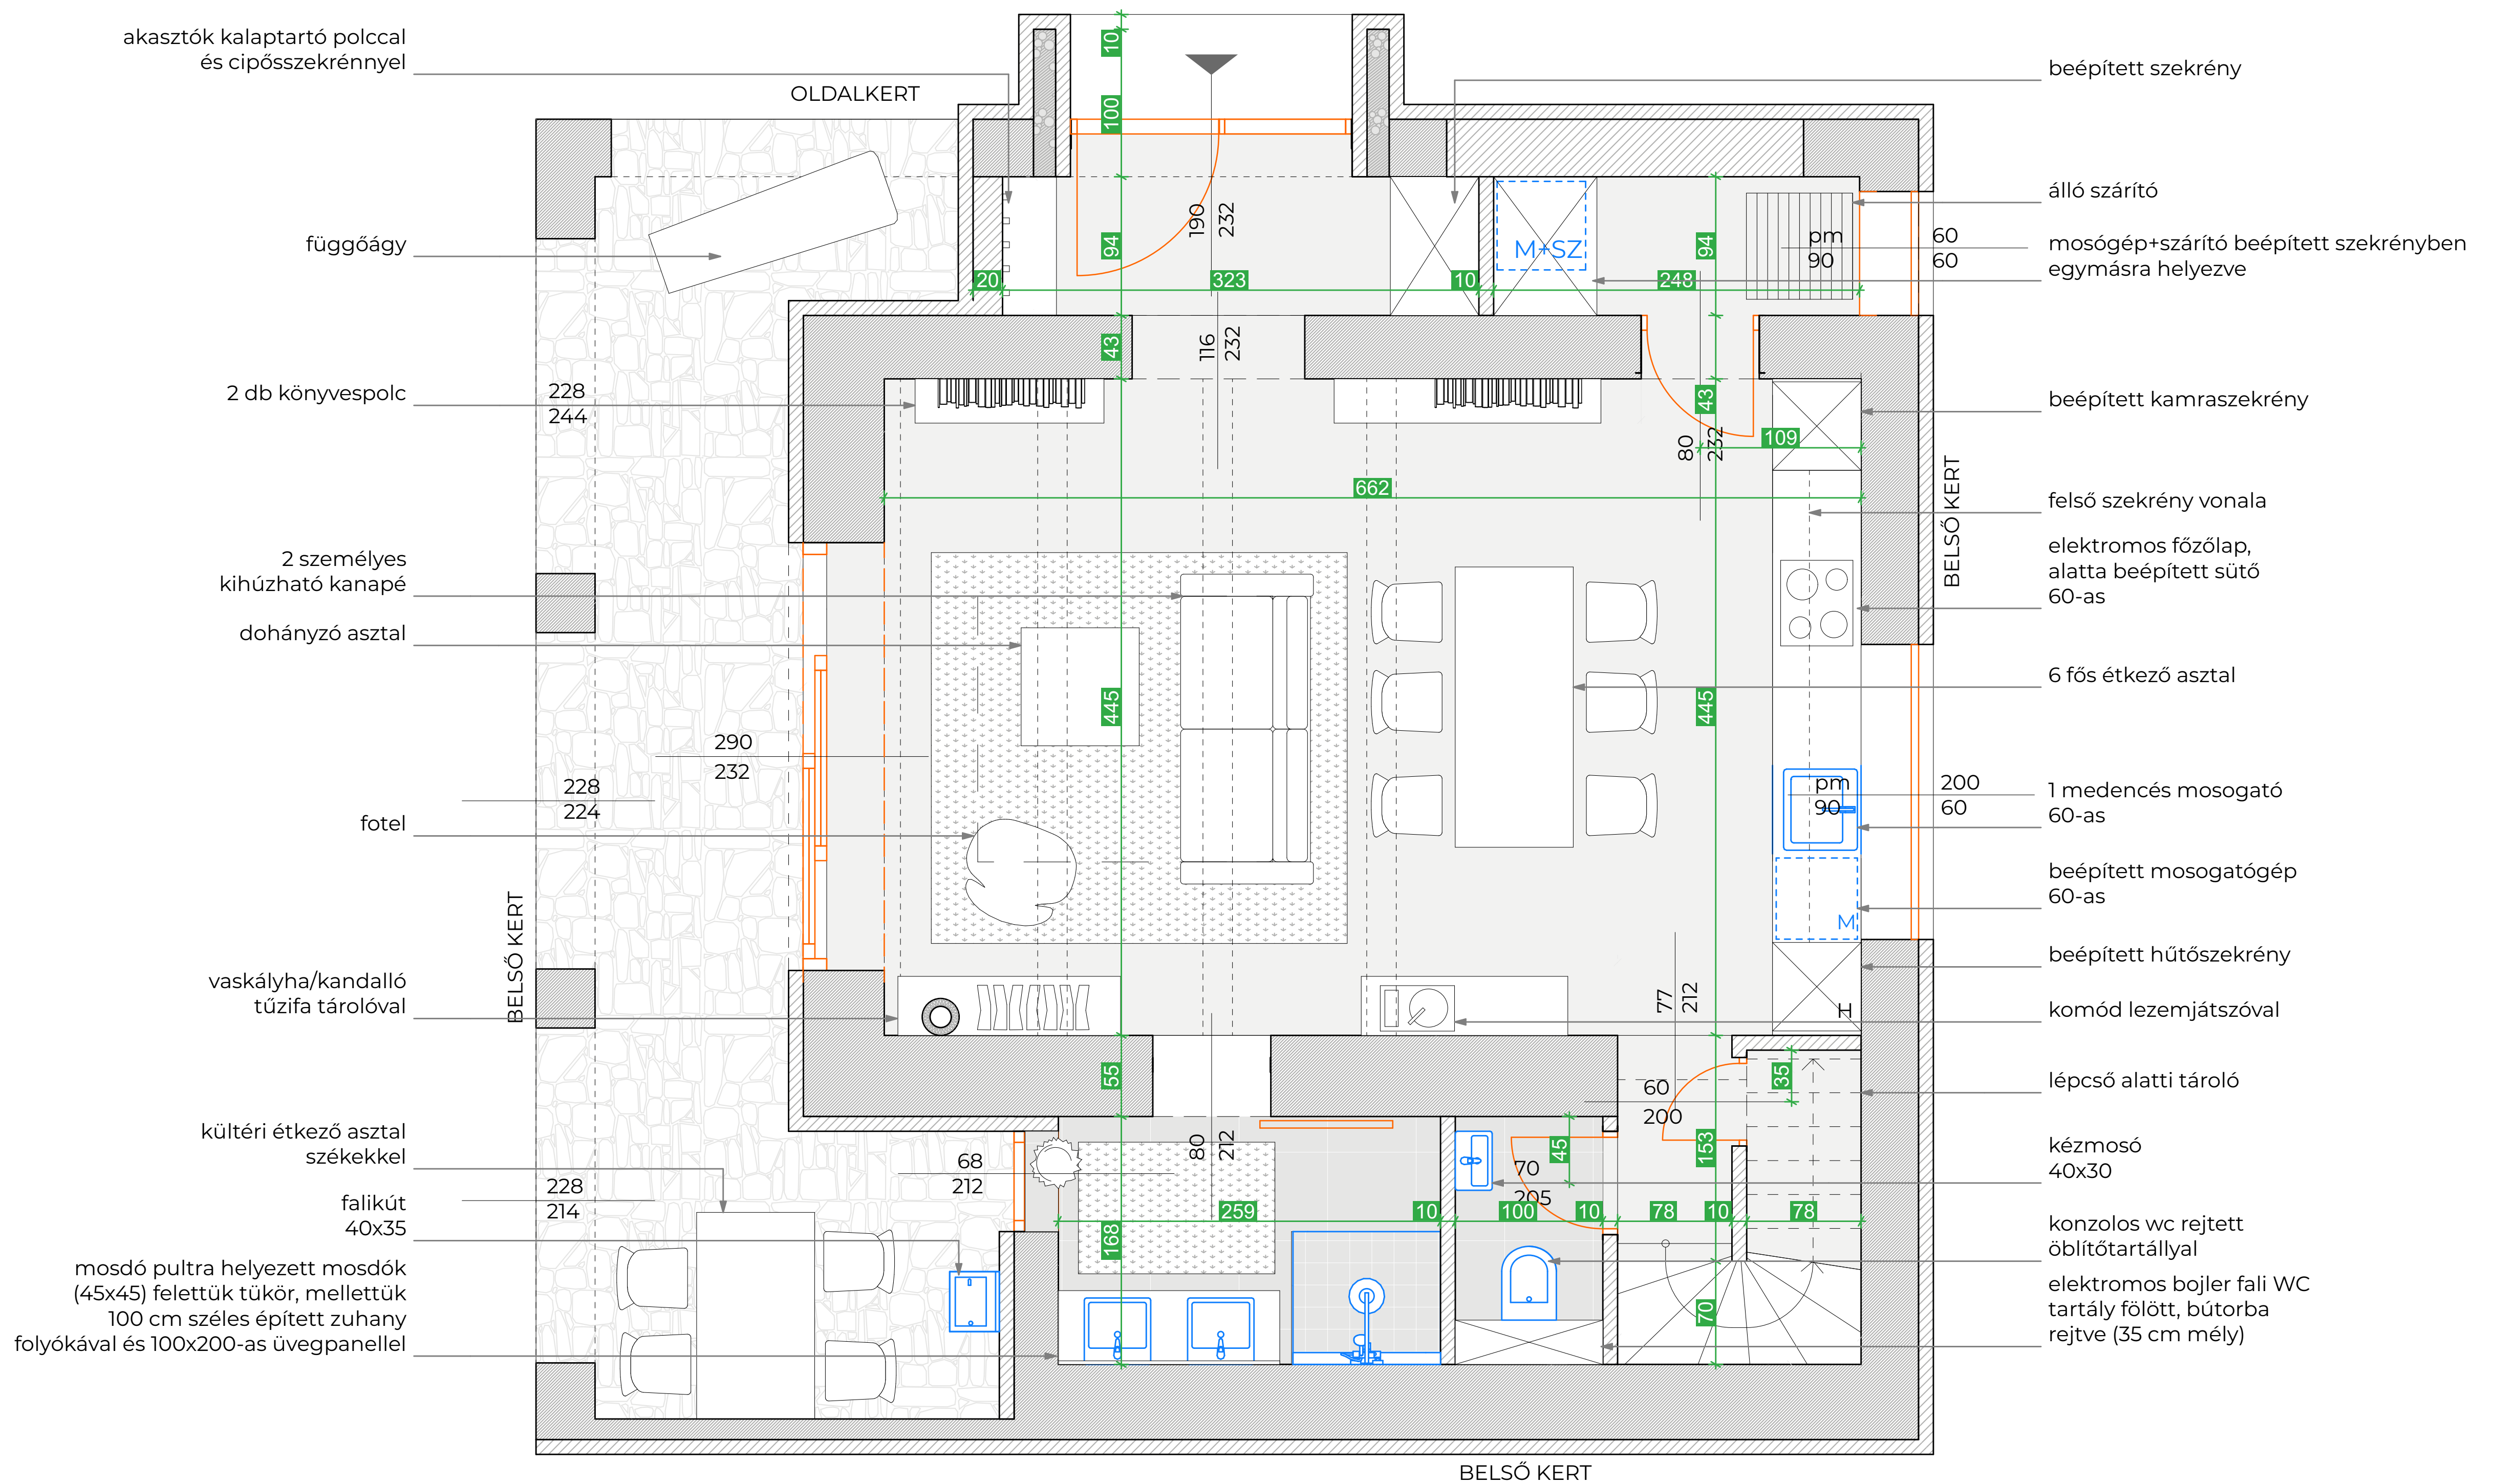 akasztók kalaptartó polccal
és cipősszekrénnyel
OLDALKERT
függőágy
2 db könyvespolc
228
244
2 személyes
kihúzható kanapé
dohányzó asztal
290
232
228
224
fotel
BELSŐ KERT
vaskályha/kandalló
tűzifa tárolóval
kültéri étkező asztal
székekkel
228
214
falikút
40x35
mosdó pultra helyezett mosdók
(45x45) felettük tükör, mellettük
100 cm széles épített zuhany
folyókával és 100x200-as üvegpanellel
10
100
94
190
232
20
323
10
M+SZ
248
94
pm
90
60
60
43
116
232
43
80
232
109
662
445
445
pm
90
200
60
M
H
77
212
55
60
200
35
68
212
80
212
45
70
205
153
168
259
10
100
10
78
10
78
70
beépített szekrény
álló szárító
mosógép+szárító beépített szekrényben
egymásra helyezve
beépített kamraszekrény
BELSŐ KERT
felső szekrény vonala
elektromos főzőlap,
alatta beépített sütő
60-as
6 fős étkező asztal
1 medencés mosogató
60-as
beépített mosogatógép
60-as
beépített hűtőszekrény
komód lezemjátszóval
lépcső alatti tároló
kézmosó
40x30
konzolos wc rejtett
öblítőtartállyal
elektromos bojler fali WC
tartály fölött, bútorba
rejtve (35 cm mély)
BELSŐ KERT